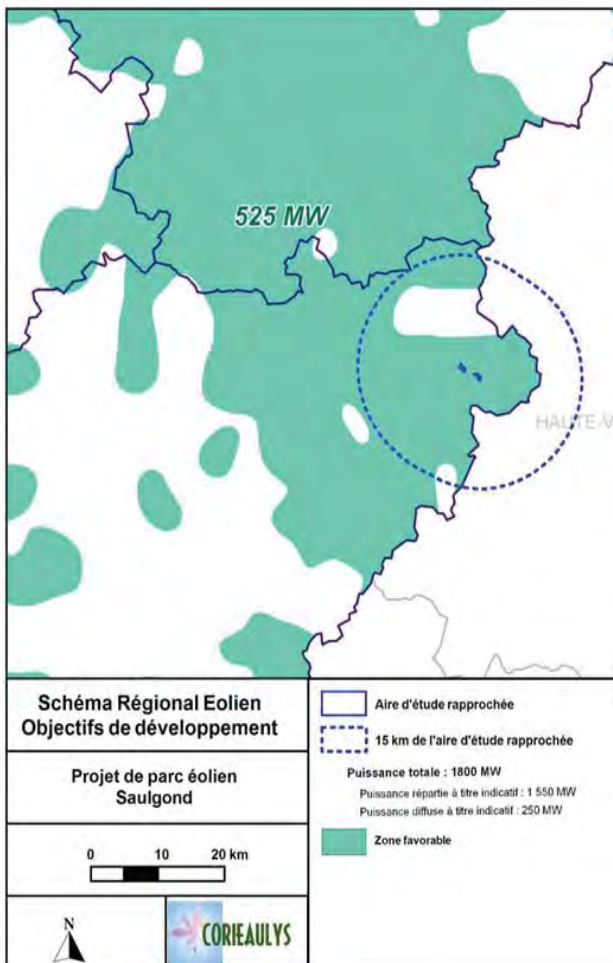 525 MW
HAUTE-V
Schéma Régional Eolien
Objectifs de développement
Projet de parc éolien
Saulgond
0 10 20 km
N
CORIEAULYS
Aire d'étude rapprochée
15 km de l'aire d'étude rapprochée
Puissance totale : 1800 MW
Puissance répartie à titre indicatif : 1 550 MW
Puissance diffuse à titre indicatif : 250 MW
Zone favorable